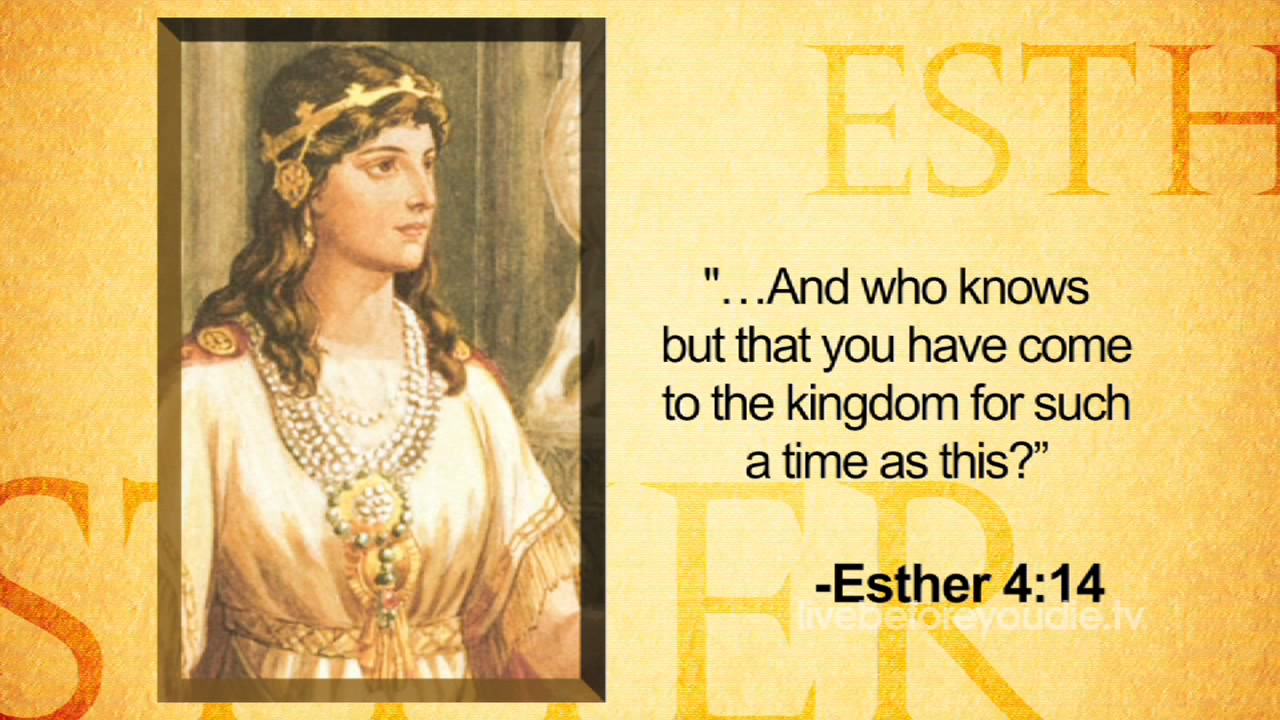 ESTH
"…And who knows
but that you have come
to the kingdom for such
a time as this?”
-Esther 4:14
livebeforeyoudie.tv
STHER